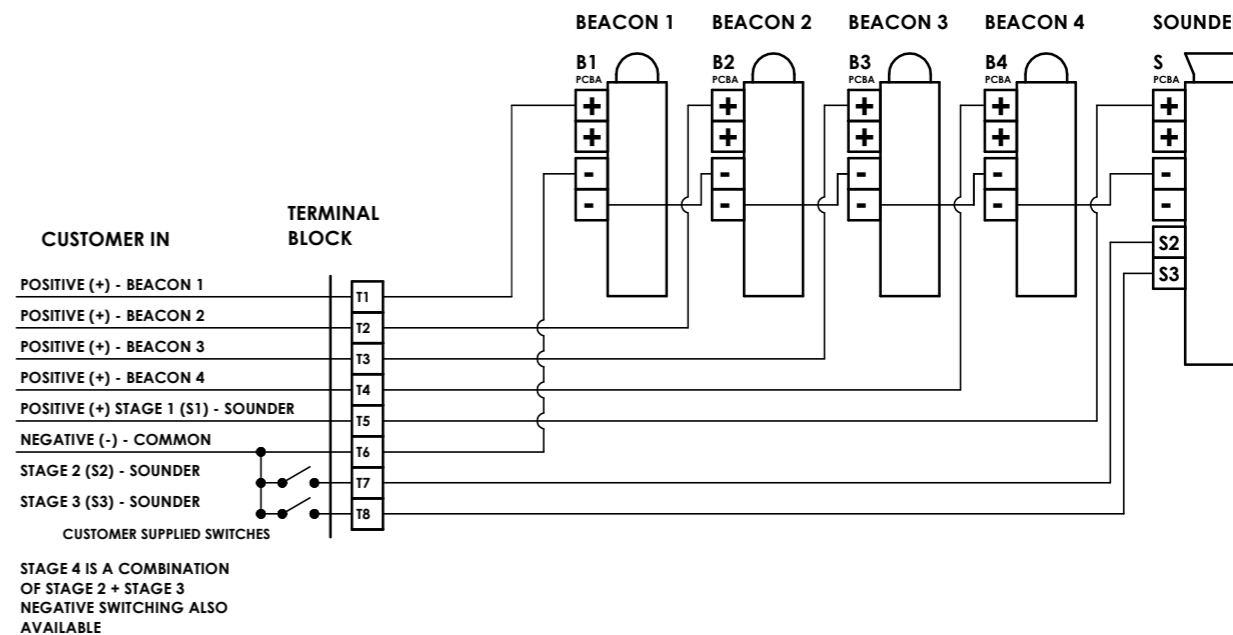 BEACON 1 BEACON 2 BEACON 3 BEACON 4 SOUNDE
B1 B2 B3 B4 S
PCBA PCBA PCBA PCBA PCBA
+ + + + +
+ + + + +
- - - - -
- - - - -
S2
S3
TERMINAL
BLOCK
CUSTOMER IN
POSITIVE (+) - BEACON 1 T1
POSITIVE (+) - BEACON 2 T2
POSITIVE (+) - BEACON 3 T3
POSITIVE (+) - BEACON 4 T4
POSITIVE (+) STAGE 1 (S1) - SOUNDER T5
NEGATIVE (-) - COMMON T6
STAGE 2 (S2) - SOUNDER T7
STAGE 3 (S3) - SOUNDER T8
CUSTOMER SUPPLIED SWITCHES
STAGE 4 IS A COMBINATION
OF STAGE 2 + STAGE 3
NEGATIVE SWITCHING ALSO
AVAILABLE